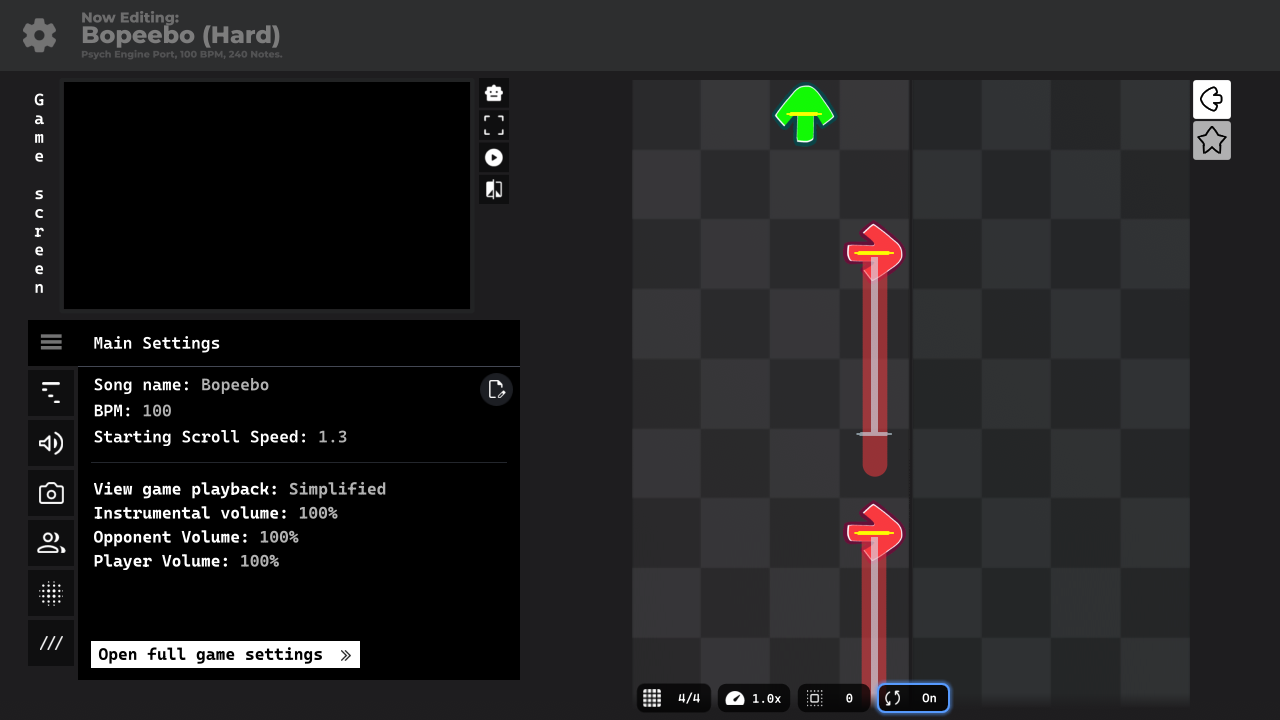 Now Editing:
Bopeebo (Hard)
Psych Engine Port, 100 BPM, 240 Notes.
Game screen
Main Settings
Song name: Bopeebo
BPM: 100
Starting Scroll Speed: 1.3
View game playback: Simplified
Instrumental volume: 100%
Opponent Volume: 100%
Player Volume: 100%
Open full game settings
4/4
1.0x
0
On